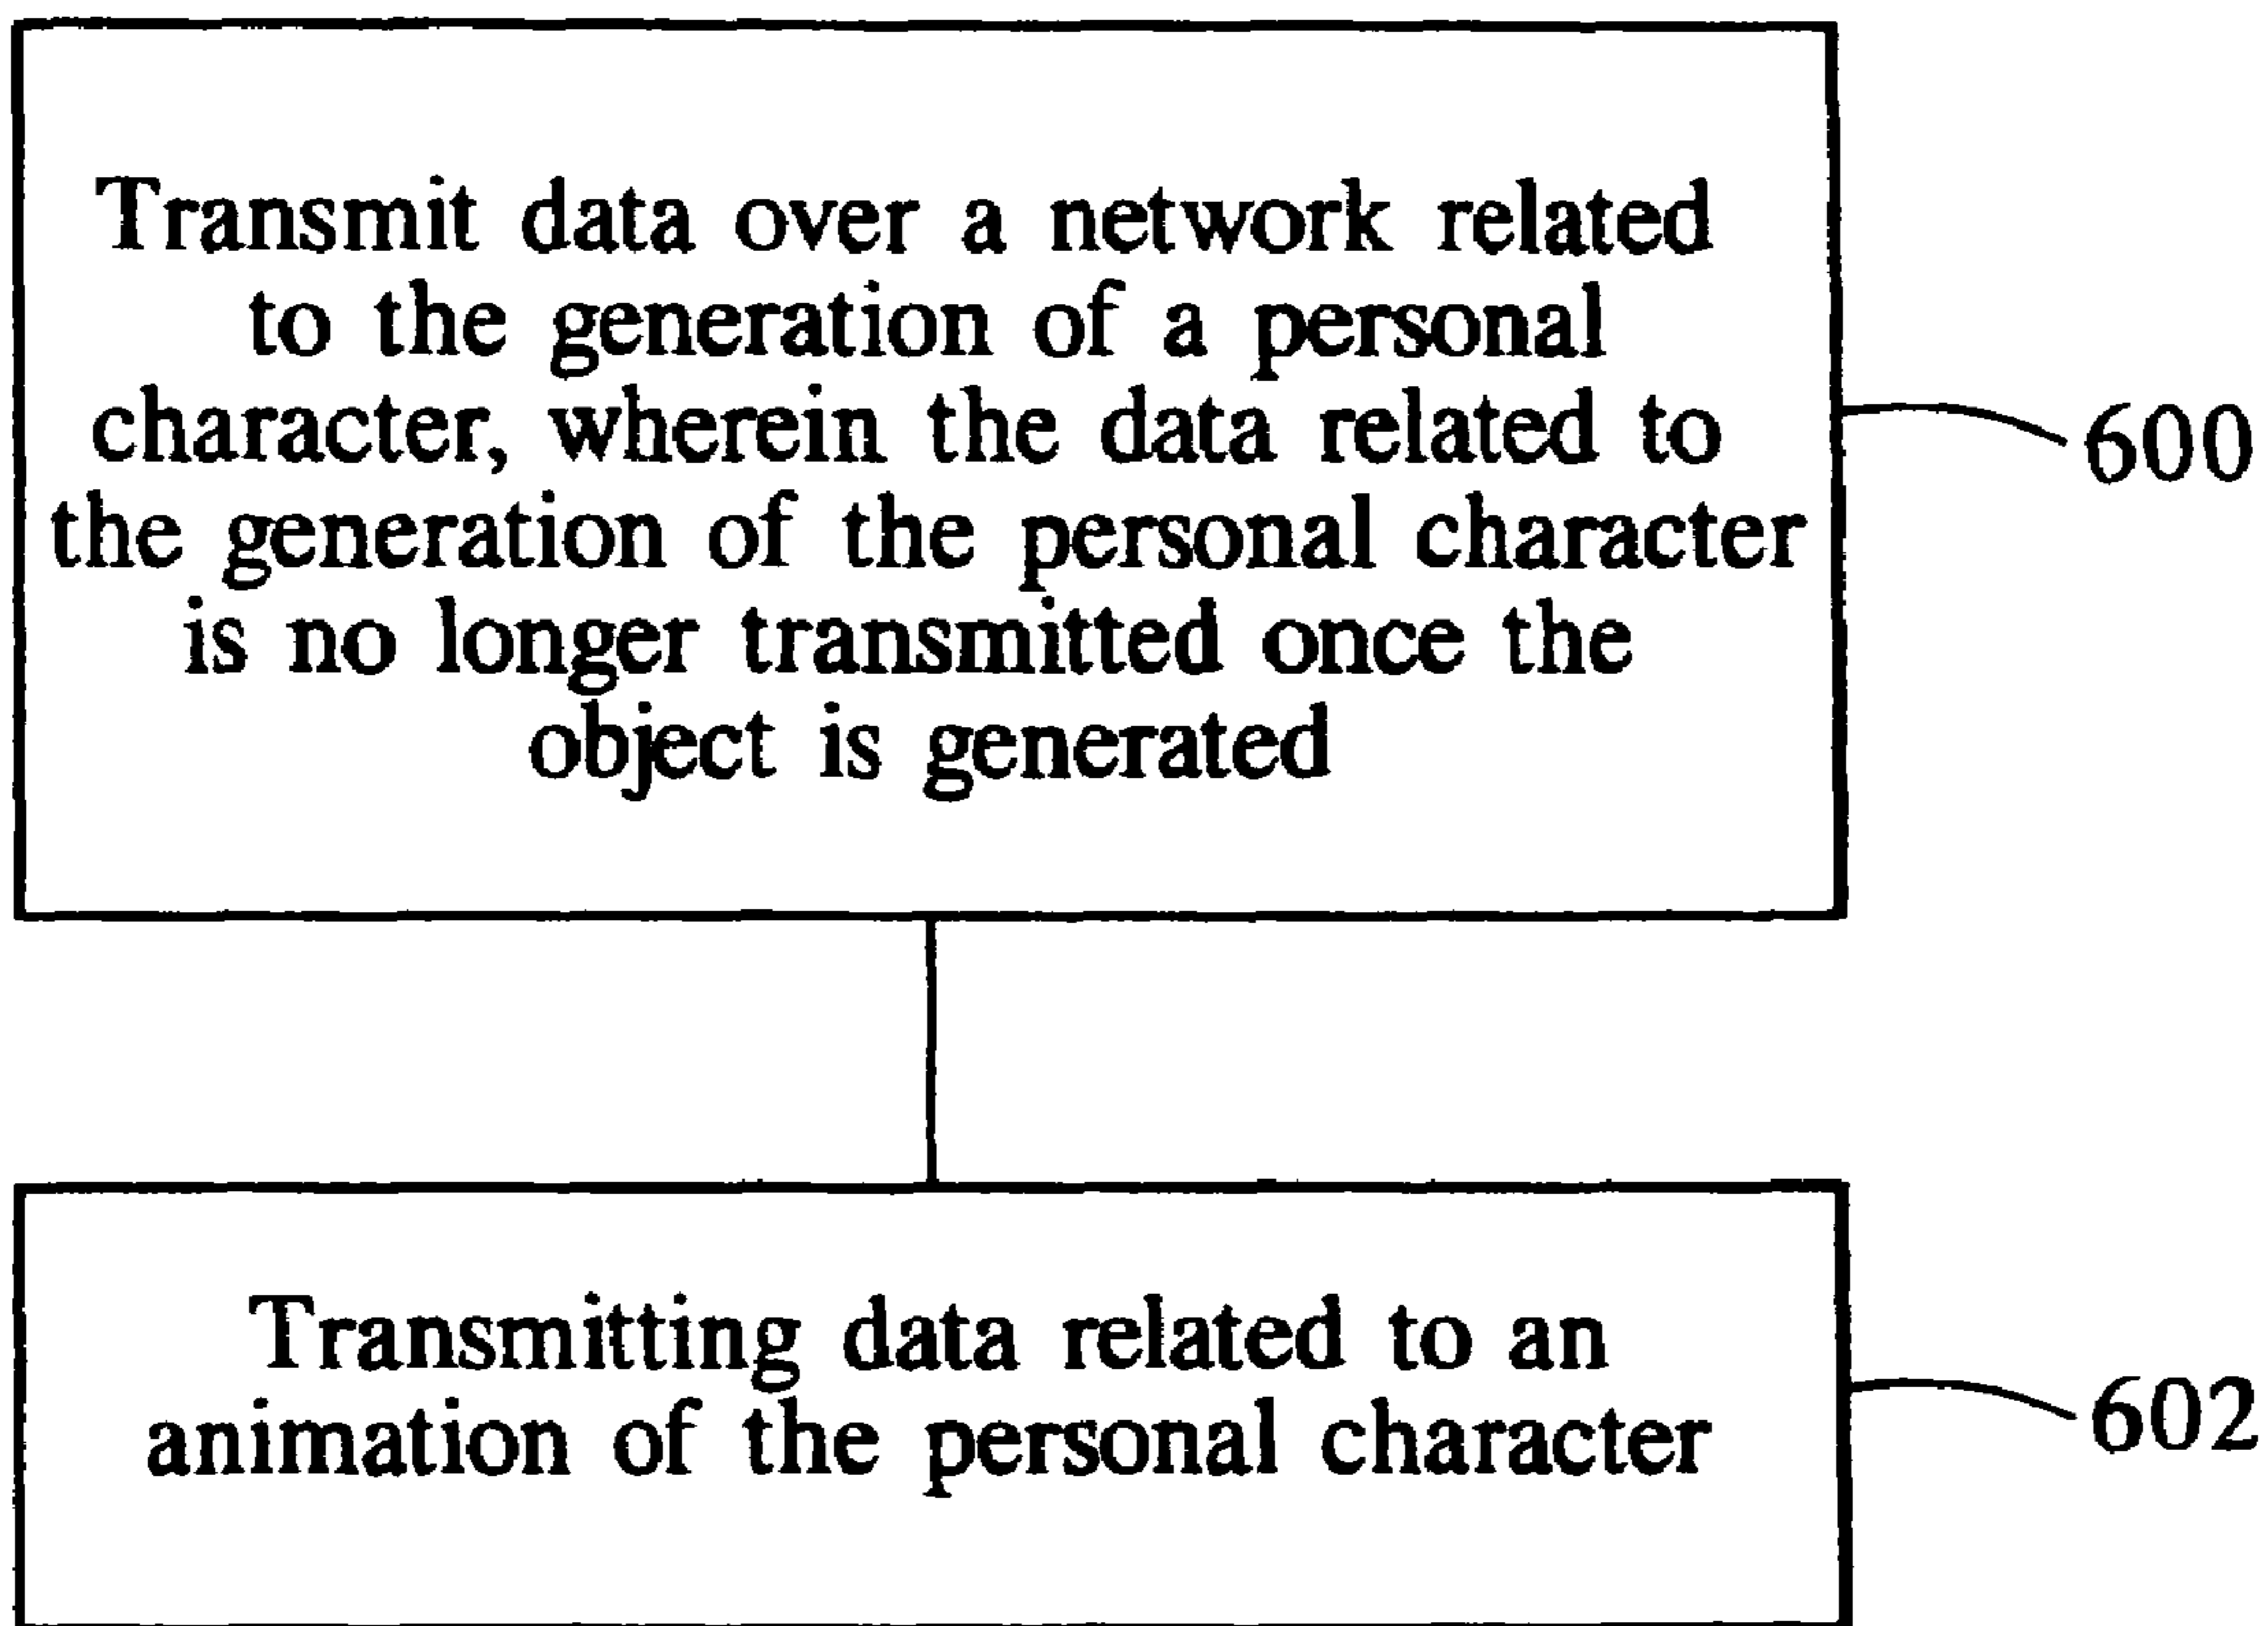 Transmit data over a network related
to the generation of a personal
character, wherein the data related to
the generation of the personal character
is no longer transmitted once the
object is generated
600
Transmitting data related to an
animation of the personal character
602